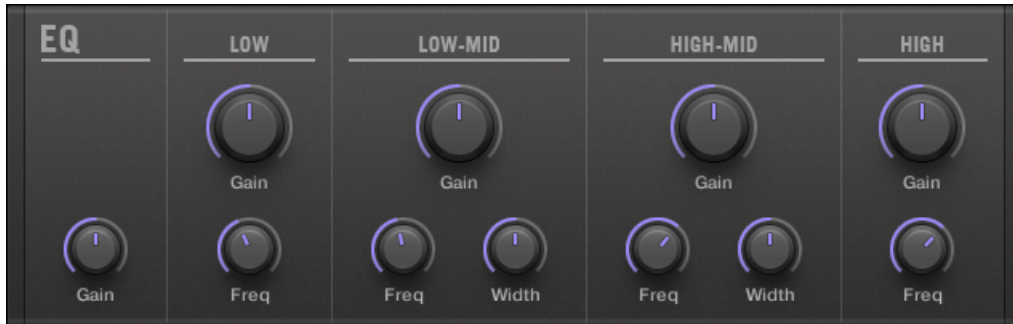 EQ
LOW
LOW-MID
HIGH-MID
HIGH
Gain
Gain
Gain
Gain
Gain
Freq
Freq
Width
Freq
Width
Freq